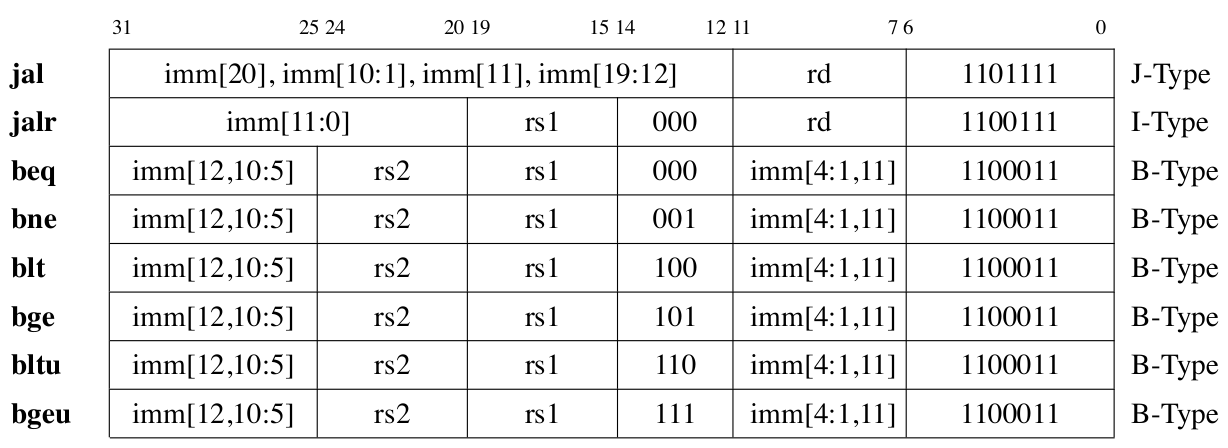 31 25 24 20 19 15 14 12 11 7 6 0
jal imm[20], imm[10:1], imm[11], imm[19:12] rd 1101111 J-Type
jalr imm[11:0] rs1 000 rd 1100111 I-Type
beq imm[12,10:5] rs2 rs1 000 imm[4:1,11] 1100011 B-Type
bne imm[12,10:5] rs2 rs1 001 imm[4:1,11] 1100011 B-Type
blt imm[12,10:5] rs2 rs1 100 imm[4:1,11] 1100011 B-Type
bge imm[12,10:5] rs2 rs1 101 imm[4:1,11] 1100011 B-Type
bltu imm[12,10:5] rs2 rs1 110 imm[4:1,11] 1100011 B-Type
bgeu imm[12,10:5] rs2 rs1 111 imm[4:1,11] 1100011 B-Type